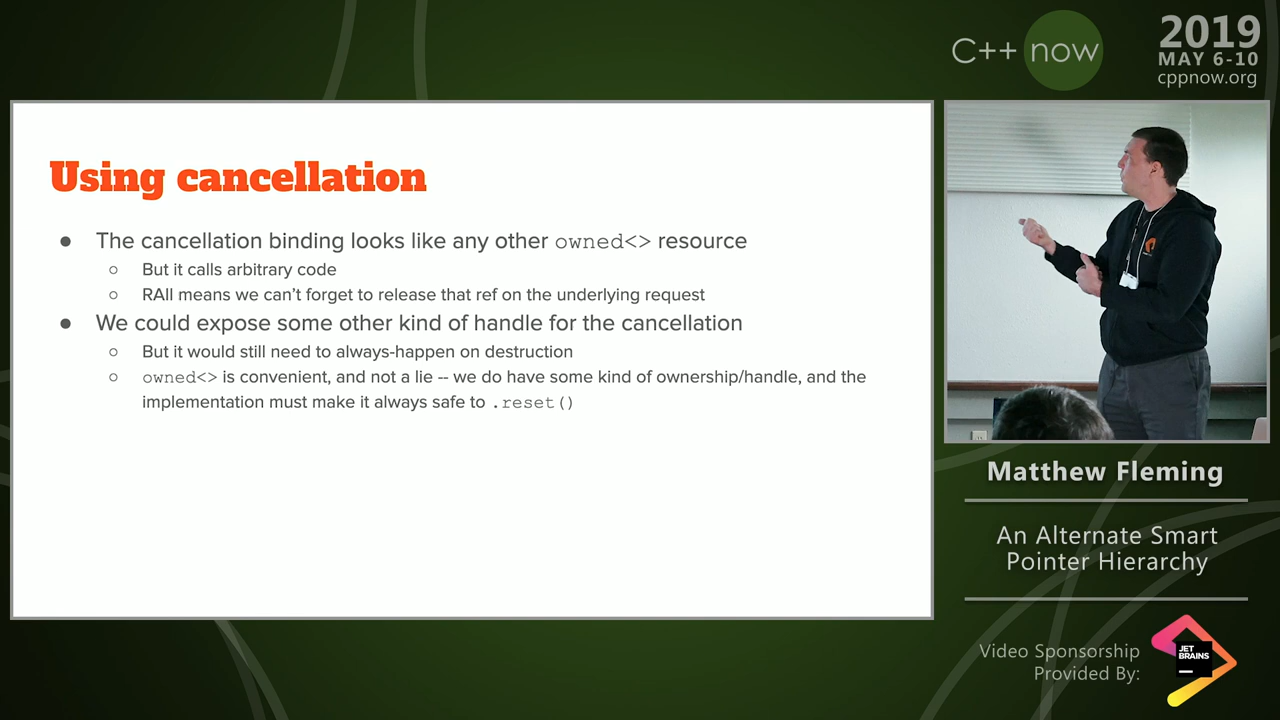 C++ now
2019
MAY 6-10
cppnow.org
Using cancellation
● The cancellation binding looks like any other owned<> resource
○ But it calls arbitrary code
○ RAII means we can't forget to release that ref on the underlying request
● We could expose some other kind of handle for the cancellation
○ But it would still need to always-happen on destruction
○ owned<> is convenient, and not a lie -- we do have some kind of ownership/handle, and the
implementation must make it always safe to .reset()
Matthew Fleming
An Alternate Smart
Pointer Hierarchy
Video Sponsorship
Provided By:
JET
BRAINS